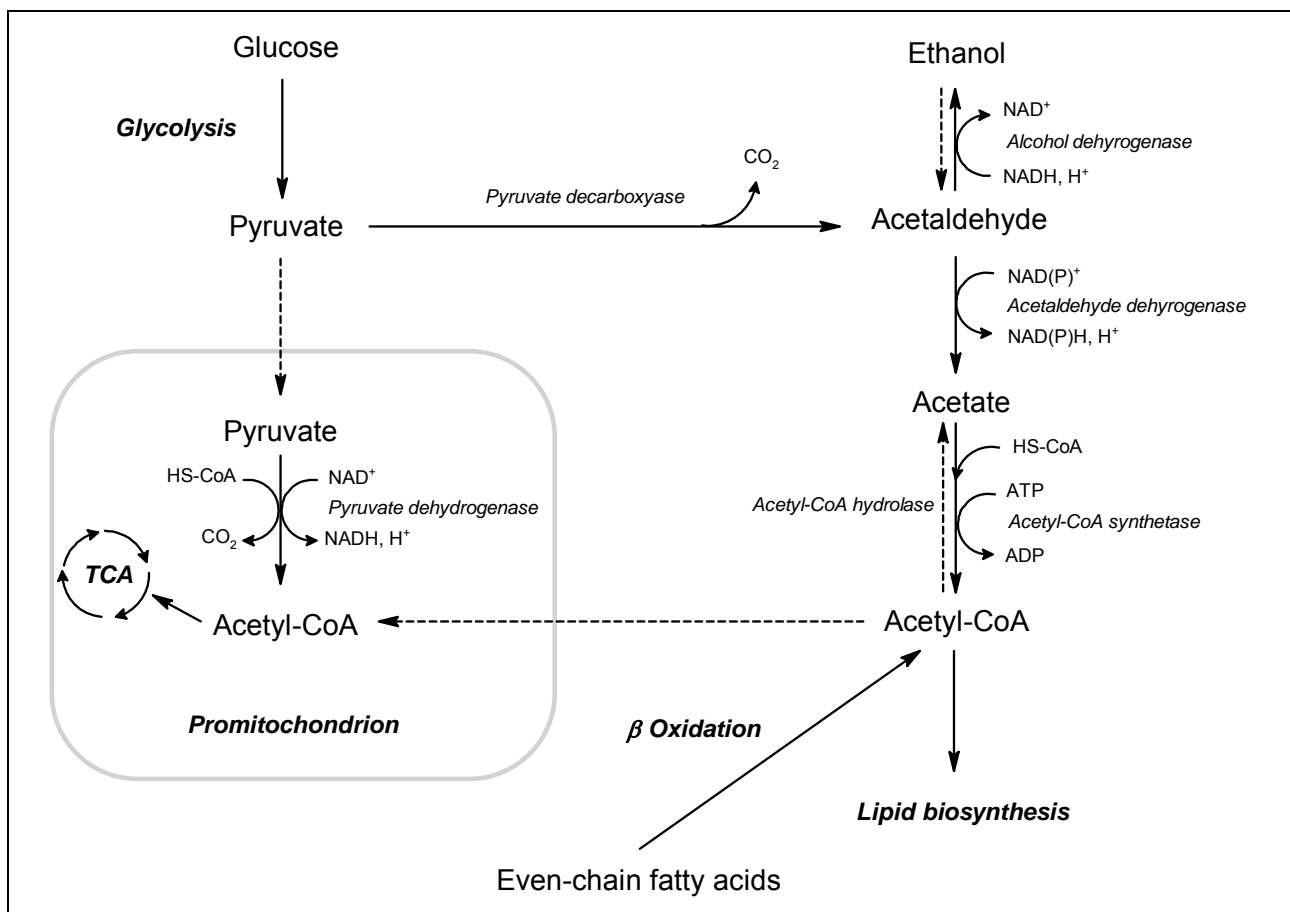 Glucose
Ethanol
Glycolysis
NAD+
Alcohol dehyrogenase
NADH, H+
CO2
Pyruvate decarboxyase
Pyruvate
Acetaldehyde
NAD(P)+
Acetaldehyde dehyrogenase
NAD(P)H, H+
Acetate
Pyruvate
HS-CoA
HS-CoA
NAD+
Pyruvate dehydrogenase
CO2
NADH, H+
Acetyl-CoA hydrolase
ATP
Acetyl-CoA synthetase
ADP
TCA
Acetyl-CoA
Acetyl-CoA
Promitochondrion
β Oxidation
Lipid biosynthesis
Even-chain fatty acids